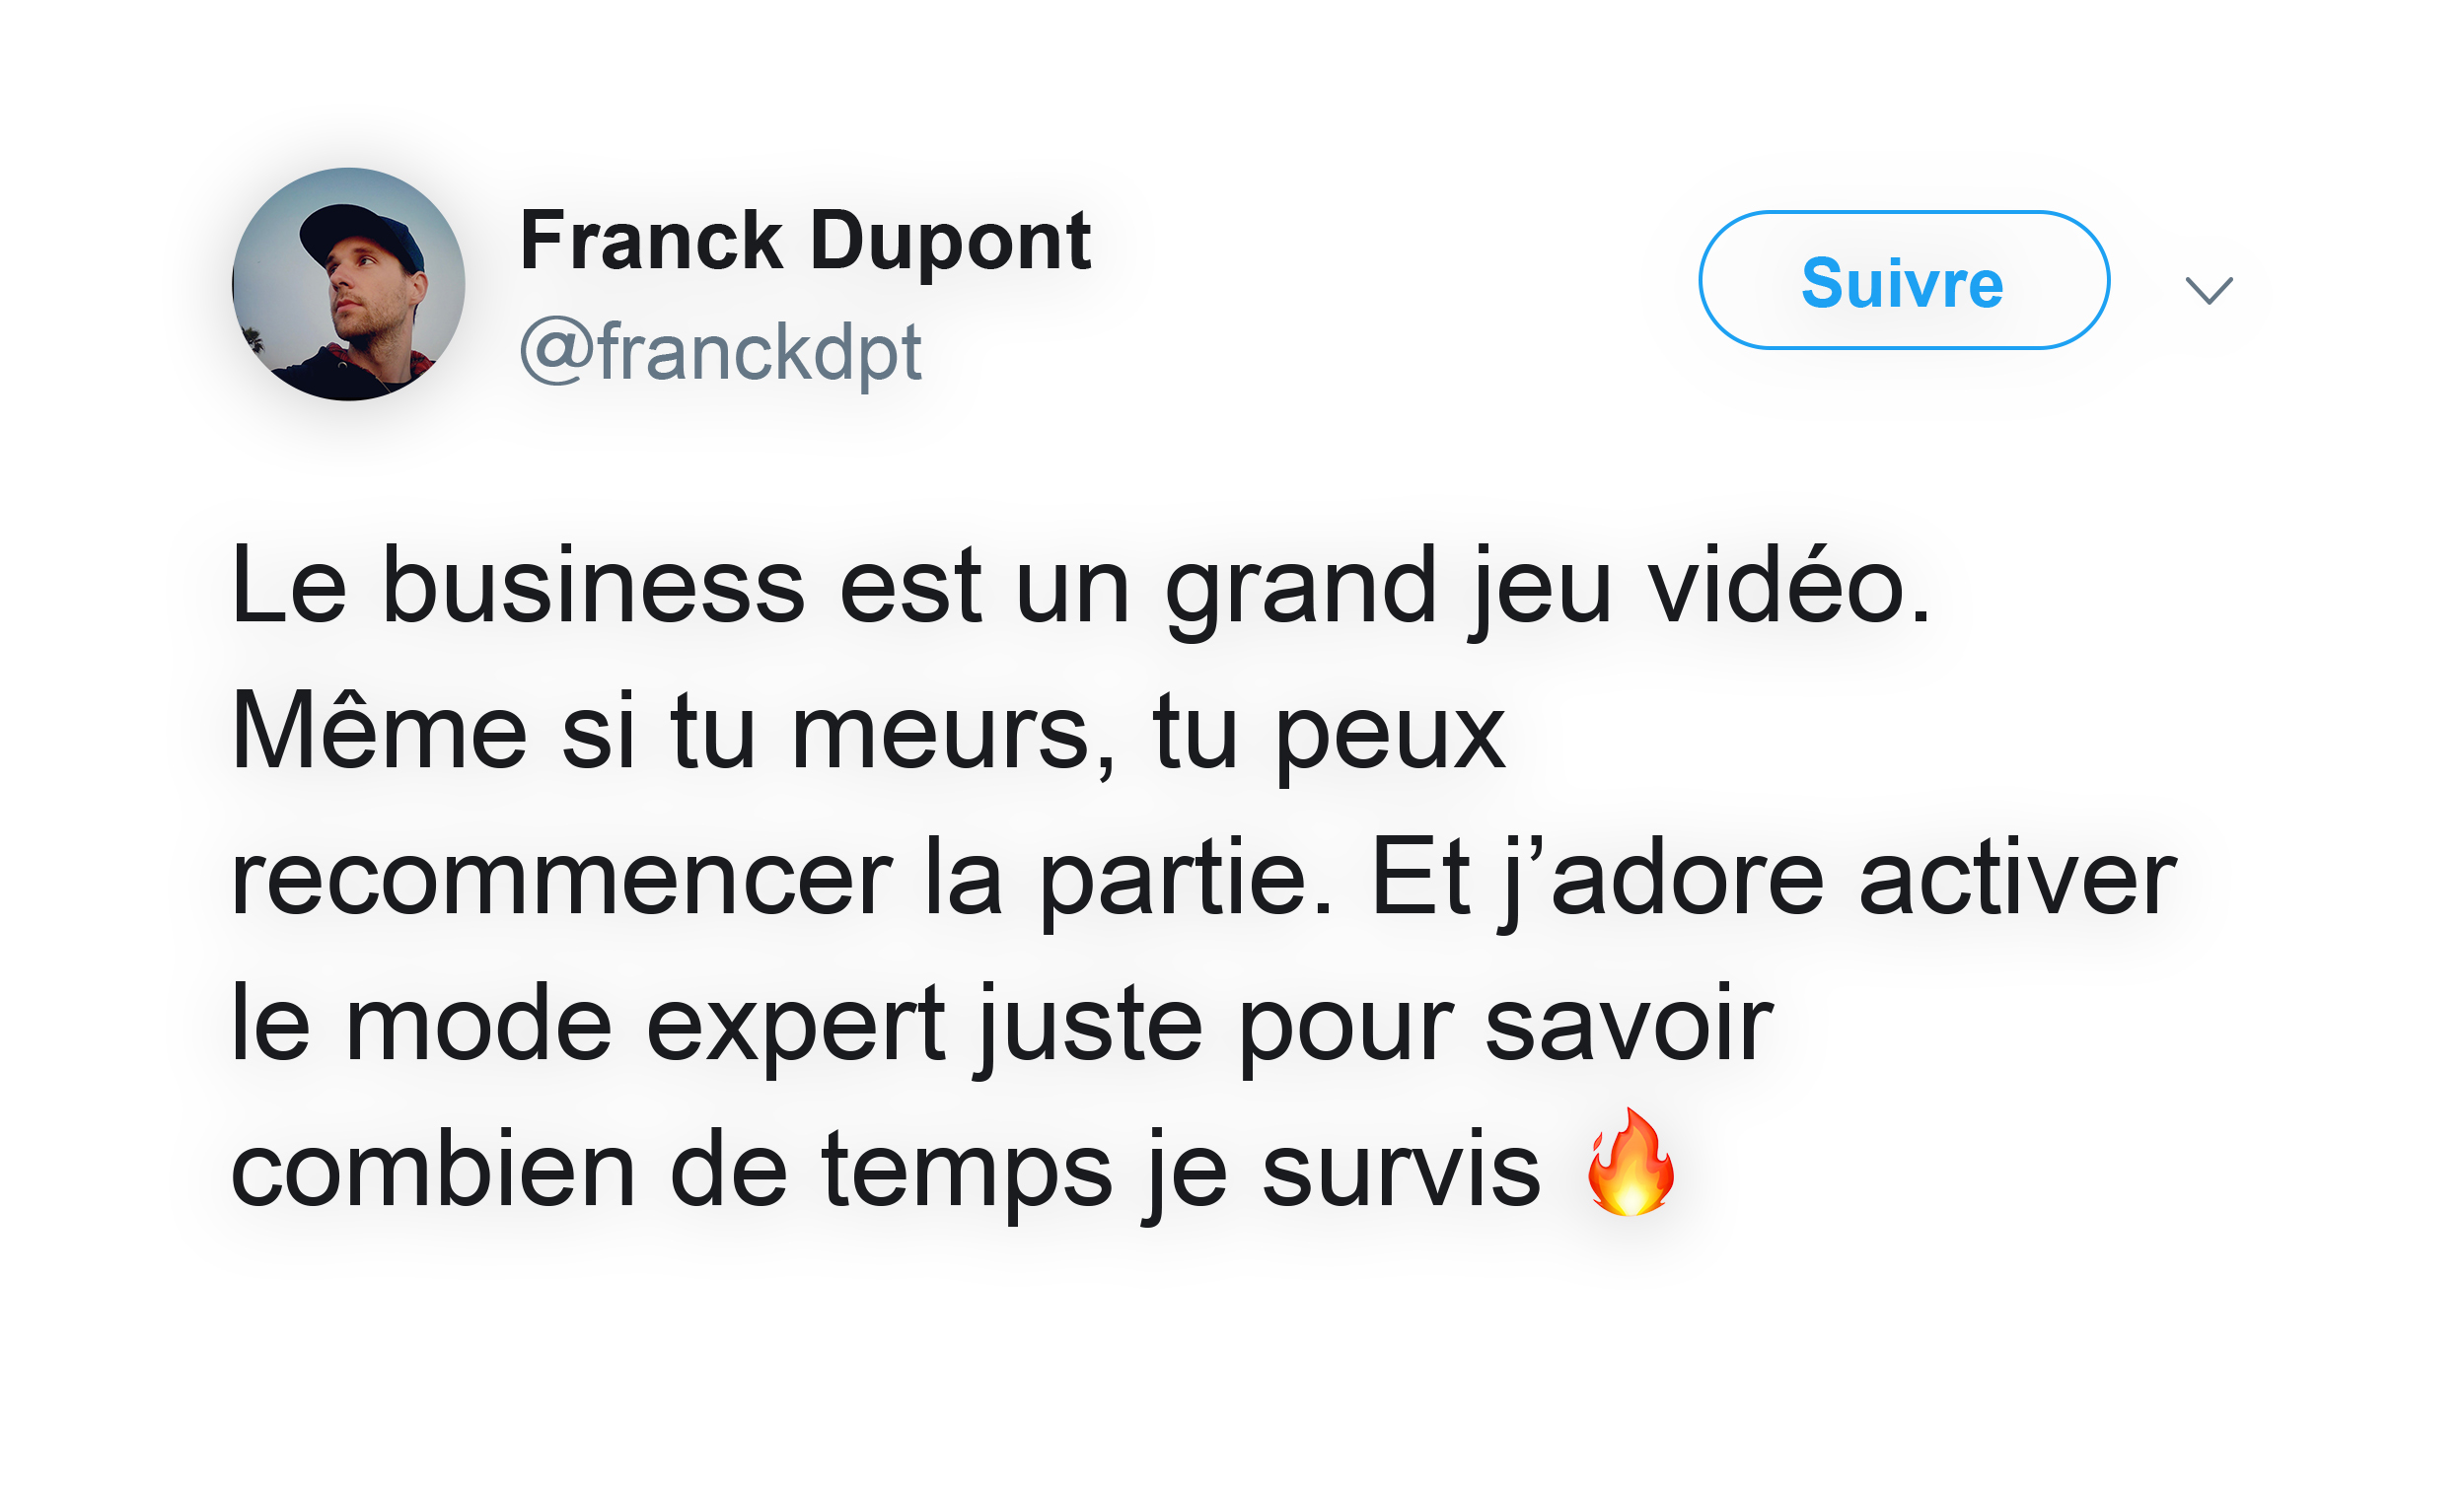 Franck Dupont
@franckdpt
Suivre
Le business est un grand jeu vidéo.
Même si tu meurs, tu peux
recommencer la partie. Et j’adore activer
le mode expert juste pour savoir
combien de temps je survis 🔥